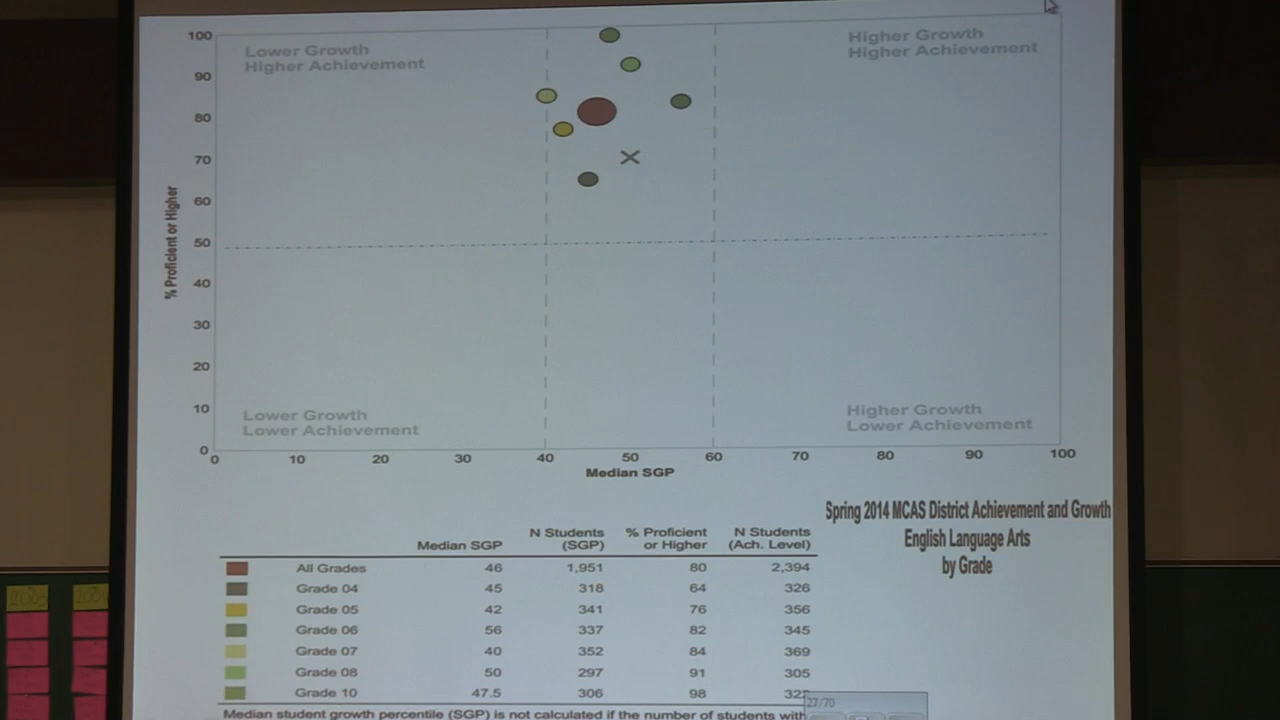 100
Lower Growth
Higher Achievement
Higher Growth
Higher Achievement
90
80
70
60
50
40
30
20
10
0
% Proficient or Higher
Lower Growth
Lower Achievement
Higher Growth
Lower Achievement
0 10 20 30 40 50 60 70 80 90 100
Median SGP
Spring 2014 MCAS District Achievement and Growth
English Language Arts
by Grade
Median SGP N Students (SGP) % Proficient or Higher N Students (Ach. Level)
All Grades 46 1,951 80 2,394
Grade 04 45 318 64 326
Grade 05 42 341 76 356
Grade 06 56 337 82 345
Grade 07 40 352 84 369
Grade 08 50 297 91 305
Grade 10 47.5 306 98
27/70
Median student growth percentile (SGP) is not calculated if the number of students with
2003